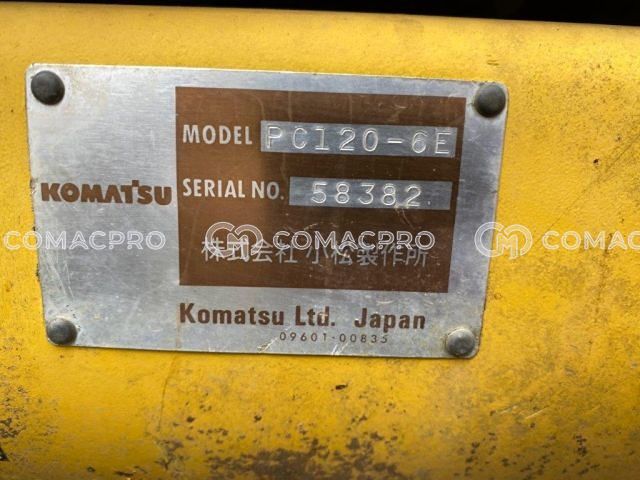 MODEL PC120-6E
KOMATSU
SERIAL NO. 58382
COMACPRO COMACPRO COMAC
株式会社 小松製作所
Komatsu Ltd. Japan
09601-00835